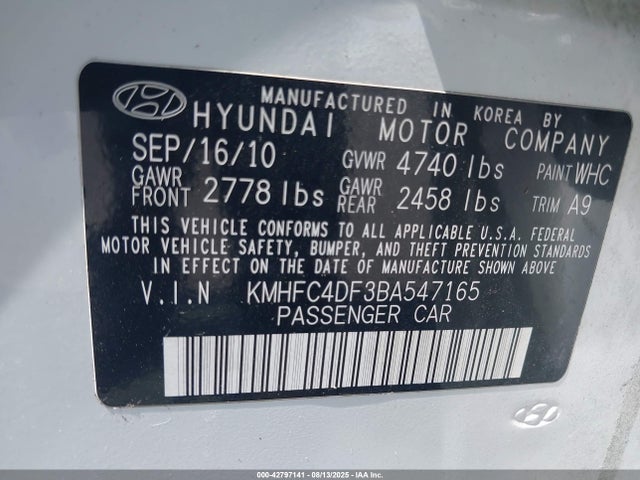 MANUFACTURED IN KOREA BY
HYUNDAI MOTOR COMPANY
SEP/16/10 GVWR 4740 lbs PAINT WHC
GAWR FRONT 2778 lbs GAWR REAR 2458 lbs TRIM A9
THIS VEHICLE CONFORMS TO ALL APPLICABLE U.S.A. FEDERAL
MOTOR VEHICLE SAFETY, BUMPER, AND THEFT PREVENTION STANDARDS
IN EFFECT ON THE DATE OF MANUFACTURE SHOWN ABOVE
V.I.N KMHFC4DF3BA547165
PASSENGER CAR
000-42797141 - 08/13/2025 - COPYRIGHT © 2025 IAA, LLC.